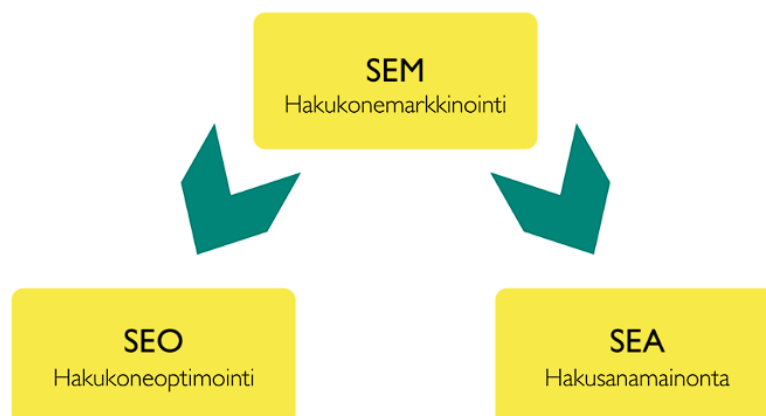 SEM
Hakukonemarkkinointi
SEO
Hakukoneoptimointi
SEA
Hakusanamainonta